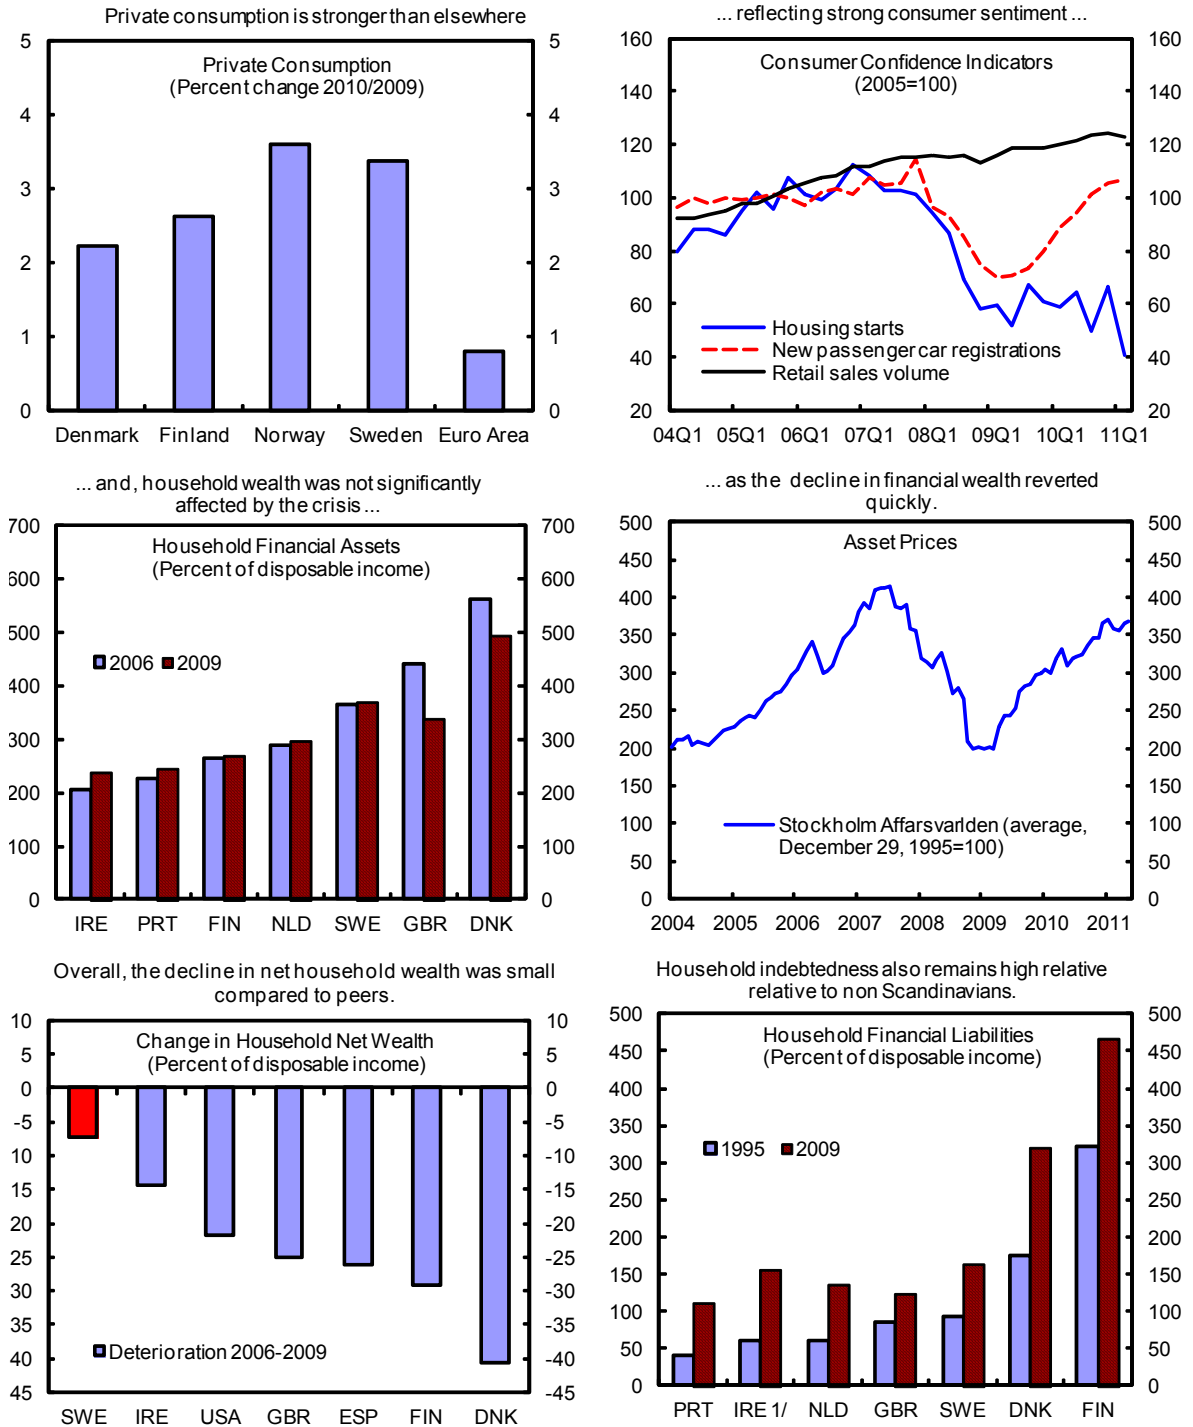 Private consumption is stronger than elsewhere
Private Consumption
(Percent change 2010/2009)
5 5
4 4
3 3
2 2
1 1
0 0
Denmark Finland Norway Sweden Euro Area
... reflecting strong consumer sentiment ...
Consumer Confidence Indicators
(2005=100)
160 160
140 140
120 120
100 100
80 80
60 60
40 40
20 20
Housing starts
New passenger car registrations
Retail sales volume
04Q1 05Q1 06Q1 07Q1 08Q1 09Q1 10Q1 11Q1
... and, household wealth was not significantly
affected by the crisis ...
Household Financial Assets
(Percent of disposable income)
700 700
600 600
500 500
400 400
300 300
200 200
100 100
0 0
2006 2009
IRE PRT FIN NLD SWE GBR DNK
... as the decline in financial wealth reverted
quickly.
Asset Prices
500 500
450 450
400 400
350 350
300 300
250 250
200 200
150 150
100 100
50 50
0 0
Stockholm Affarsvarlden (average,
December 29, 1995=100)
2004 2005 2006 2007 2008 2009 2010 2011
Overall, the decline in net household wealth was small
compared to peers.
Change in Household Net Wealth
(Percent of disposable income)
10 10
5 5
0 0
-5 -5
10 -10
15 -15
20 -20
25 -25
30 -30
35 -35
40 -40
45 -45
Deterioration 2006-2009
SWE IRE USA GBR ESP FIN DNK
Household indebtedness also remains high relative
relative to non Scandinavians.
Household Financial Liabilities
(Percent of disposable income)
500 500
450 450
400 400
350 350
300 300
250 250
200 200
150 150
100 100
50 50
0 0
1995 2009
PRT IRE 1/ NLD GBR SWE DNK FIN